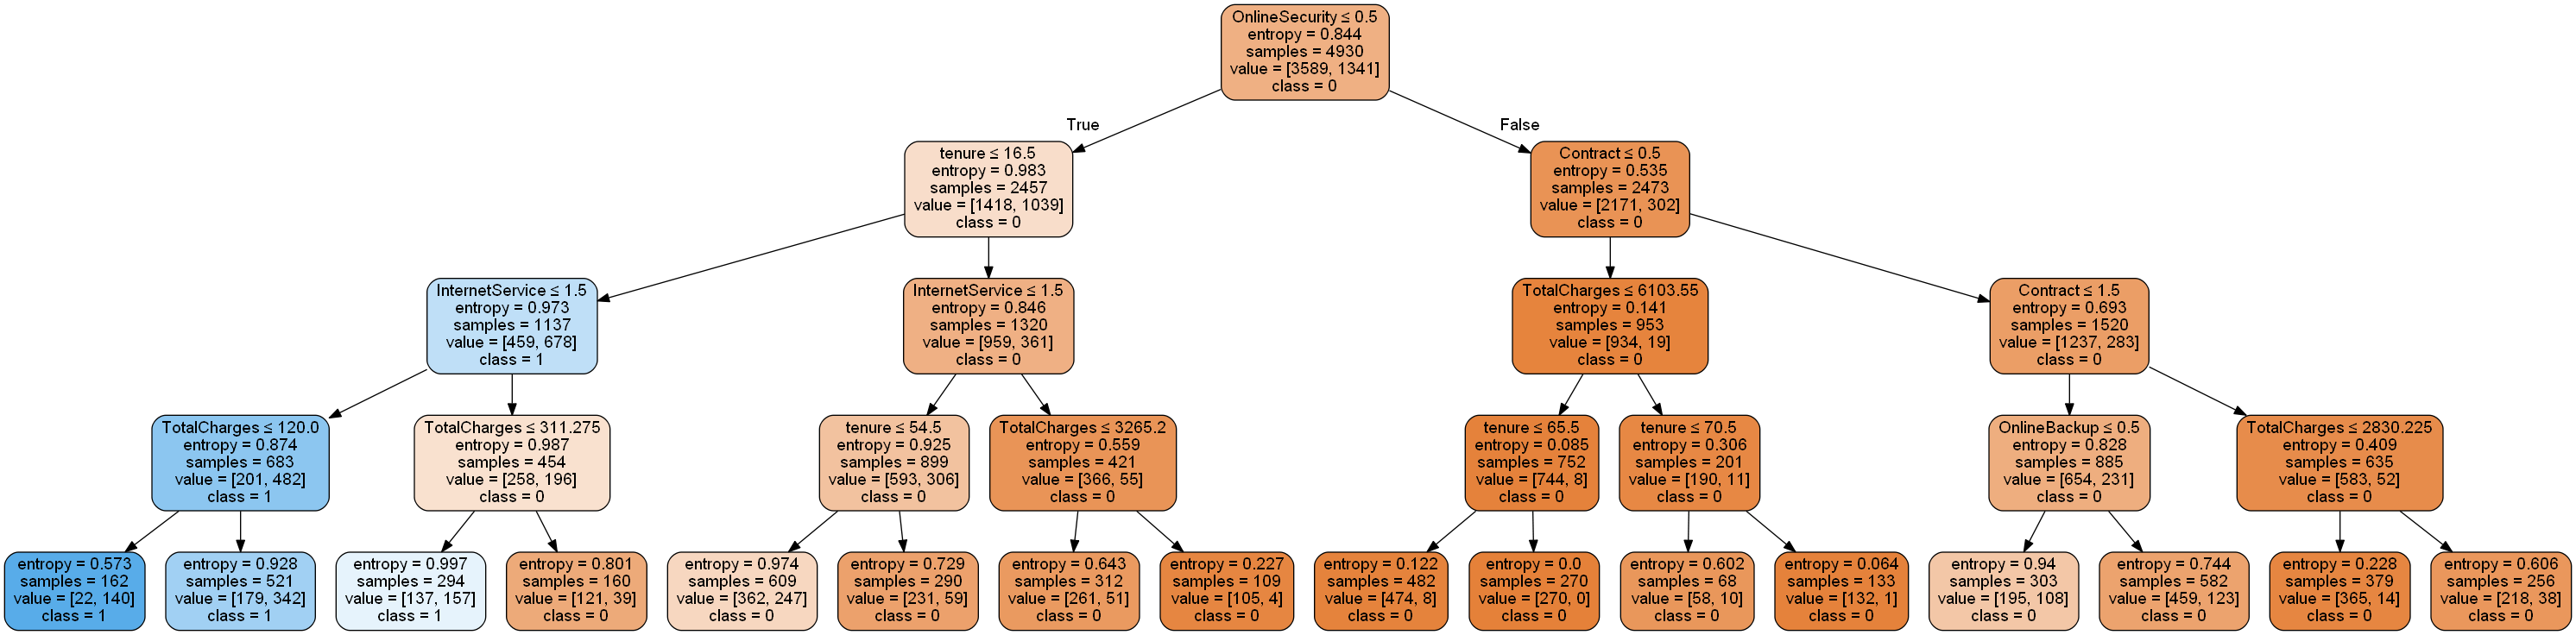 OnlineSecurity ≤ 0.5
entropy = 0.844
samples = 4930
value = [3589, 1341]
class = 0
True
False
tenure ≤ 16.5
entropy = 0.983
samples = 2457
value = [1418, 1039]
class = 0
Contract ≤ 0.5
entropy = 0.535
samples = 2473
value = [2171, 302]
class = 0
InternetService ≤ 1.5
entropy = 0.973
samples = 1137
value = [459, 678]
class = 1
InternetService ≤ 1.5
entropy = 0.846
samples = 1320
value = [959, 361]
class = 0
TotalCharges ≤ 6103.55
entropy = 0.141
samples = 953
value = [934, 19]
class = 0
Contract ≤ 1.5
entropy = 0.693
samples = 1520
value = [1237, 283]
class = 0
TotalCharges ≤ 120.0
entropy = 0.874
samples = 683
value = [201, 482]
class = 1
TotalCharges ≤ 311.275
entropy = 0.987
samples = 454
value = [258, 196]
class = 0
tenure ≤ 54.5
entropy = 0.925
samples = 899
value = [593, 306]
class = 0
TotalCharges ≤ 3265.2
entropy = 0.559
samples = 421
value = [366, 55]
class = 0
tenure ≤ 65.5
entropy = 0.085
samples = 752
value = [744, 8]
class = 0
tenure ≤ 70.5
entropy = 0.306
samples = 201
value = [190, 11]
class = 0
OnlineBackup ≤ 0.5
entropy = 0.828
samples = 885
value = [654, 231]
class = 0
TotalCharges ≤ 2830.225
entropy = 0.409
samples = 635
value = [583, 52]
class = 0
entropy = 0.573
samples = 162
value = [22, 140]
class = 1
entropy = 0.928
samples = 521
value = [179, 342]
class = 1
entropy = 0.997
samples = 294
value = [137, 157]
class = 1
entropy = 0.801
samples = 160
value = [121, 39]
class = 0
entropy = 0.974
samples = 609
value = [362, 247]
class = 0
entropy = 0.729
samples = 290
value = [231, 59]
class = 0
entropy = 0.643
samples = 312
value = [261, 51]
class = 0
entropy = 0.227
samples = 109
value = [105, 4]
class = 0
entropy = 0.122
samples = 482
value = [474, 8]
class = 0
entropy = 0.0
samples = 270
value = [270, 0]
class = 0
entropy = 0.602
samples = 68
value = [58, 10]
class = 0
entropy = 0.064
samples = 133
value = [132, 1]
class = 0
entropy = 0.94
samples = 303
value = [195, 108]
class = 0
entropy = 0.744
samples = 582
value = [459, 123]
class = 0
entropy = 0.228
samples = 379
value = [365, 14]
class = 0
entropy = 0.606
samples = 256
value = [218, 38]
class = 0